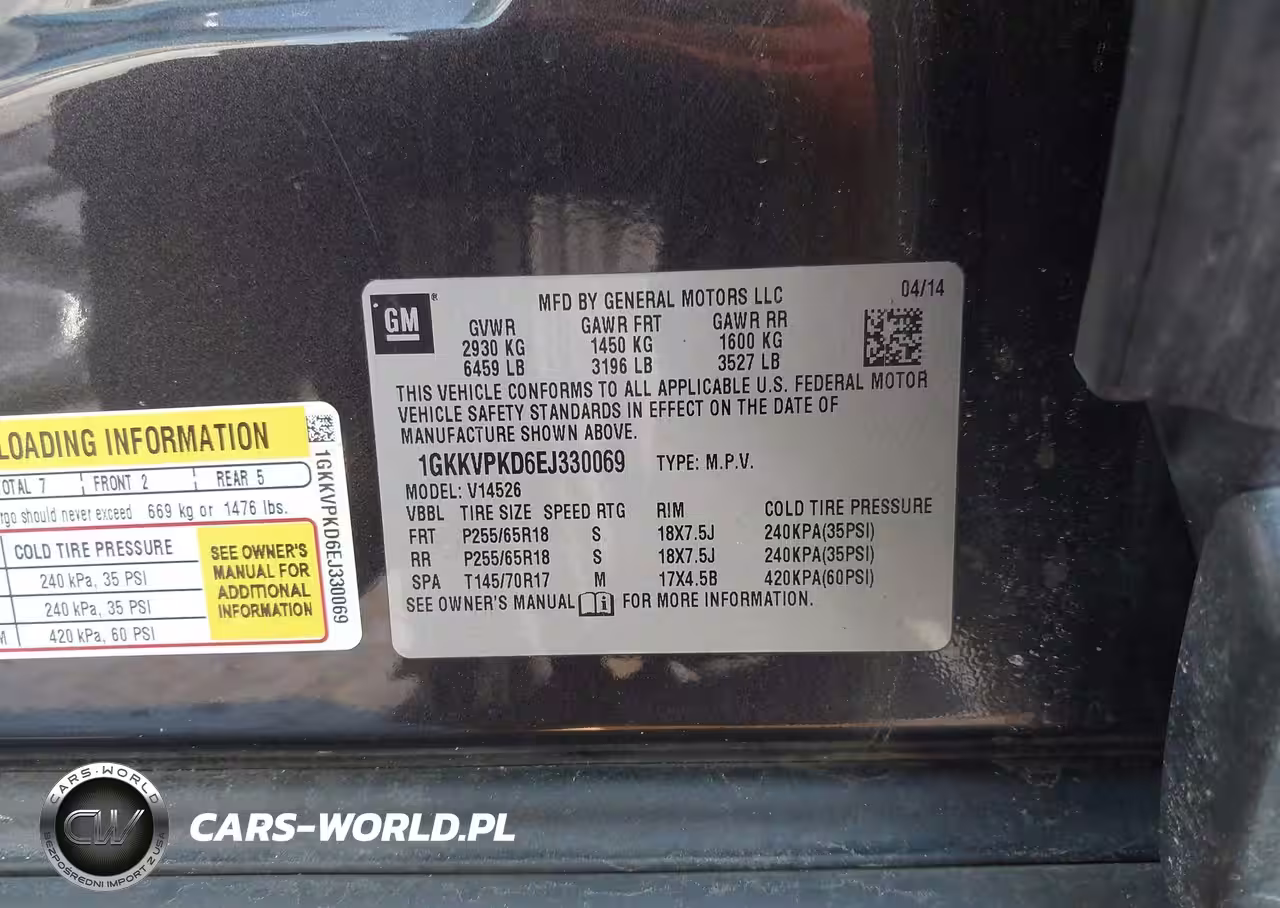 GM®
MFD BY GENERAL MOTORS LLC
04/14
GVWR GAWR FRT GAWR RR
2930 KG 1450 KG 1600 KG
6459 LB 3196 LB 3527 LB
THIS VEHICLE CONFORMS TO ALL APPLICABLE U.S. FEDERAL MOTOR
VEHICLE SAFETY STANDARDS IN EFFECT ON THE DATE OF
MANUFACTURE SHOWN ABOVE.
1GKKVPKD6EJ330069 TYPE: M.P.V.
MODEL: V14526
VBBL TIRE SIZE SPEED RTG RIM COLD TIRE PRESSURE
FRT P255/65R18 S 18X7.5J 240KPA(35PSI)
RR P255/65R18 S 18X7.5J 240KPA(35PSI)
SPA T145/70R17 M 17X4.5B 420KPA(60PSI)
SEE OWNER'S MANUAL FOR MORE INFORMATION.
LOADING INFORMATION
OTAL 7 FRONT 2 REAR 5
rgo should never exceed 669 kg or 1476 lbs.
COLD TIRE PRESSURE
240 kPa, 35 PSI
240 kPa, 35 PSI
M 420 kPa, 60 PSI
SEE OWNER'S
MANUAL FOR
ADDITIONAL
INFORMATION
1GKKVPKD6EJ330069
CARS-WORLD
CW
BEZPOŚREDNI IMPORT Z USA
CARS-WORLD.PL